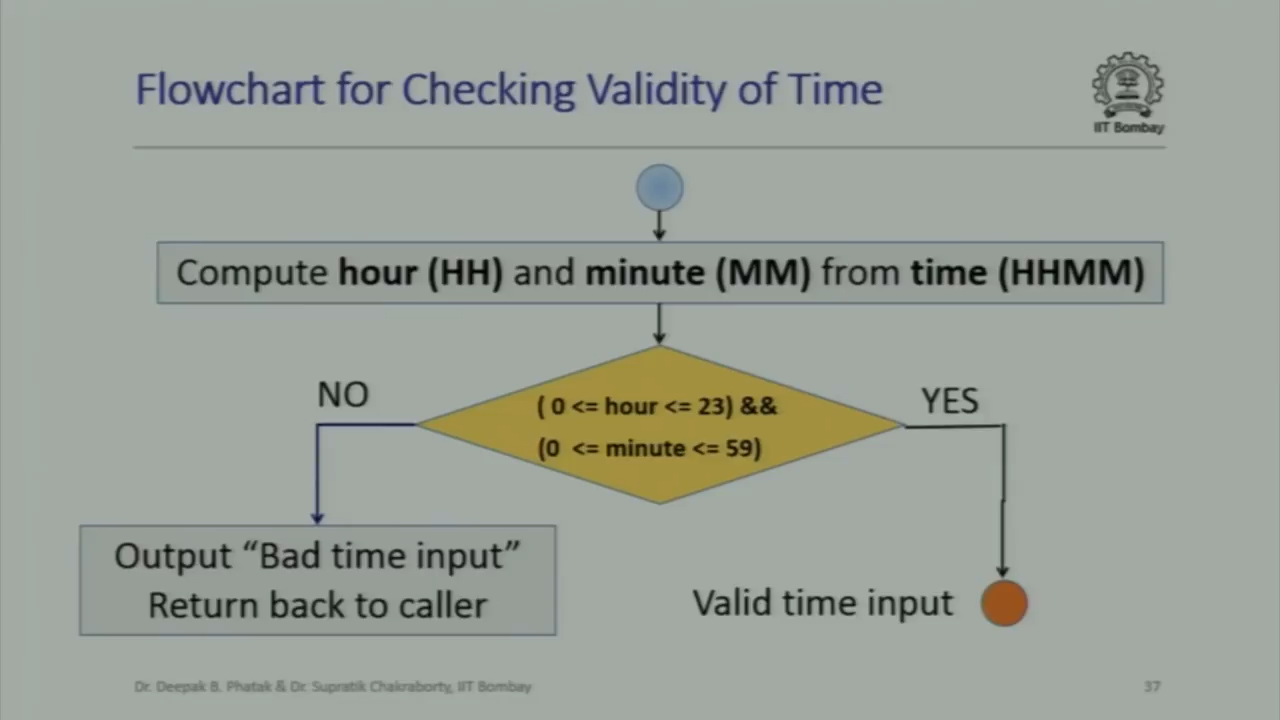 Flowchart for Checking Validity of Time
IIT Bombay
Compute hour (HH) and minute (MM) from time (HHMM)
NO
YES
( 0 <= hour <= 23) &&
(0 <= minute <= 59)
Output “Bad time input”
Return back to caller
Valid time input
Dr. Deepak B. Phatak & Dr. Supratik Chakraborty, IIT Bombay
37